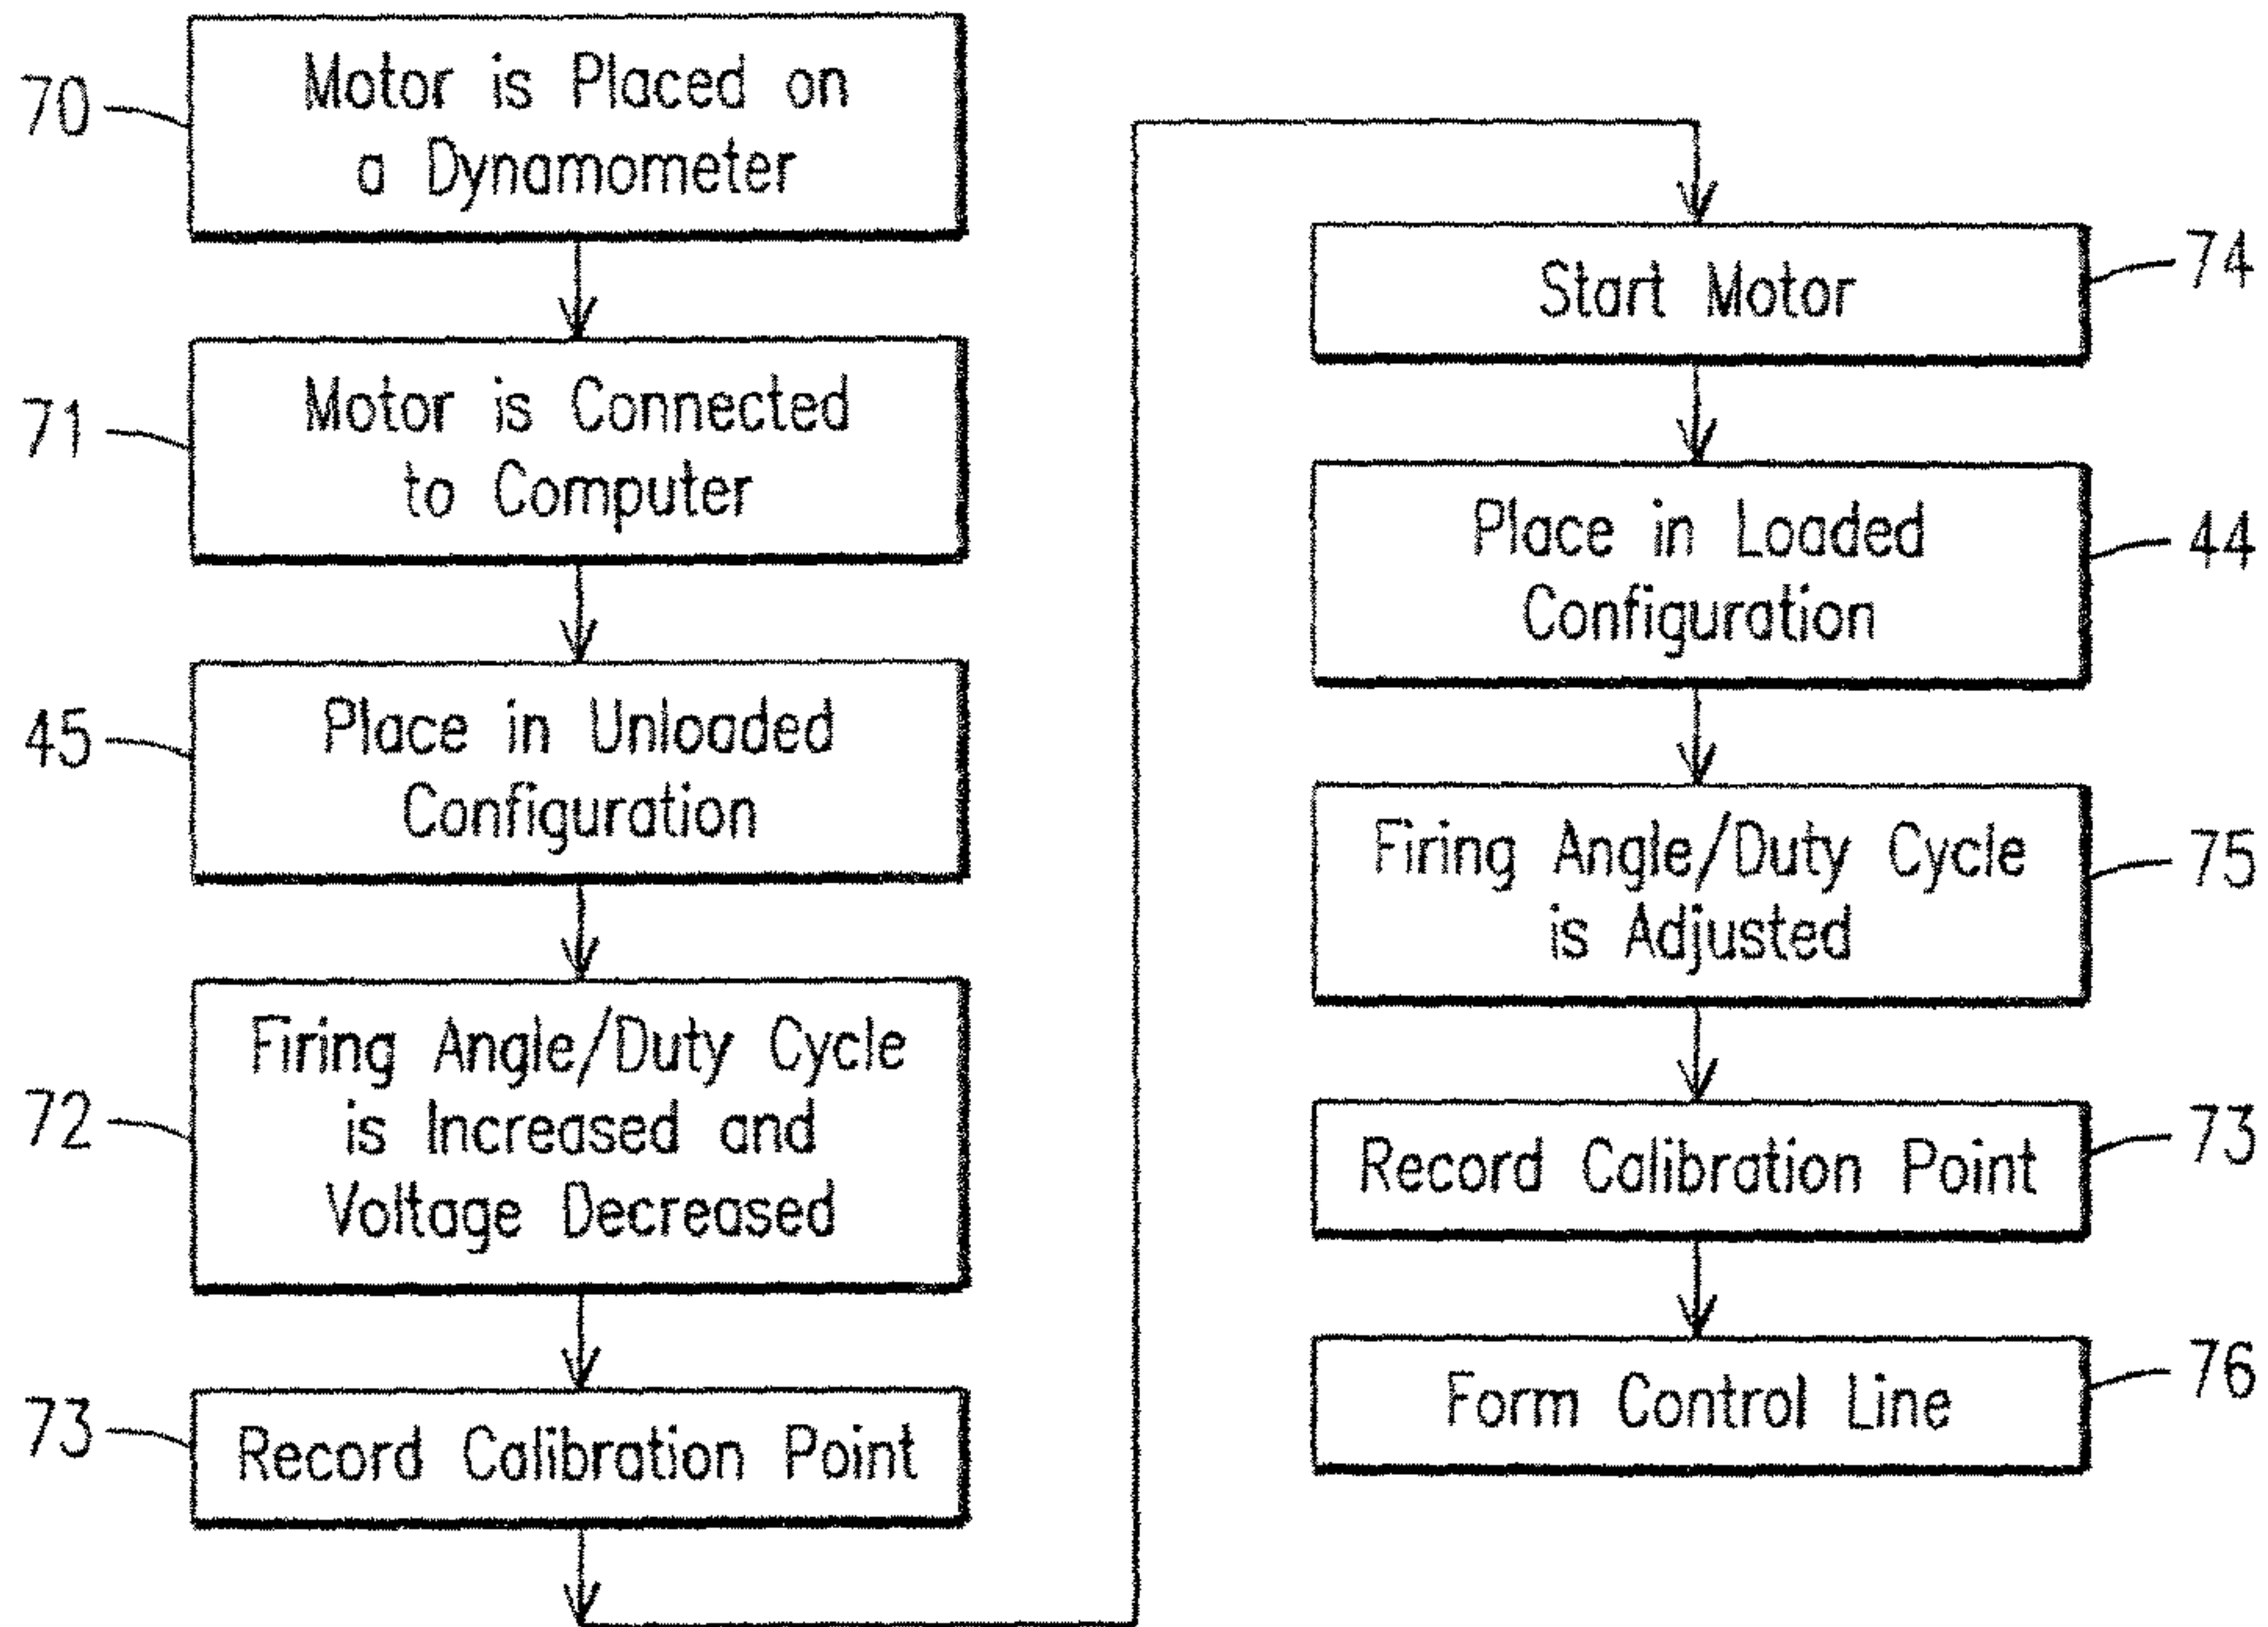 70
Motor is Placed on
a Dynamometer
71
Motor is Connected
to Computer
45
Place in Unloaded
Configuration
72
Firing Angle/Duty Cycle
is Increased and
Voltage Decreased
73
Record Calibration Point
Start Motor
74
Place in Loaded
Configuration
44
Firing Angle/Duty Cycle
is Adjusted
75
Record Calibration Point
73
Form Control Line
76